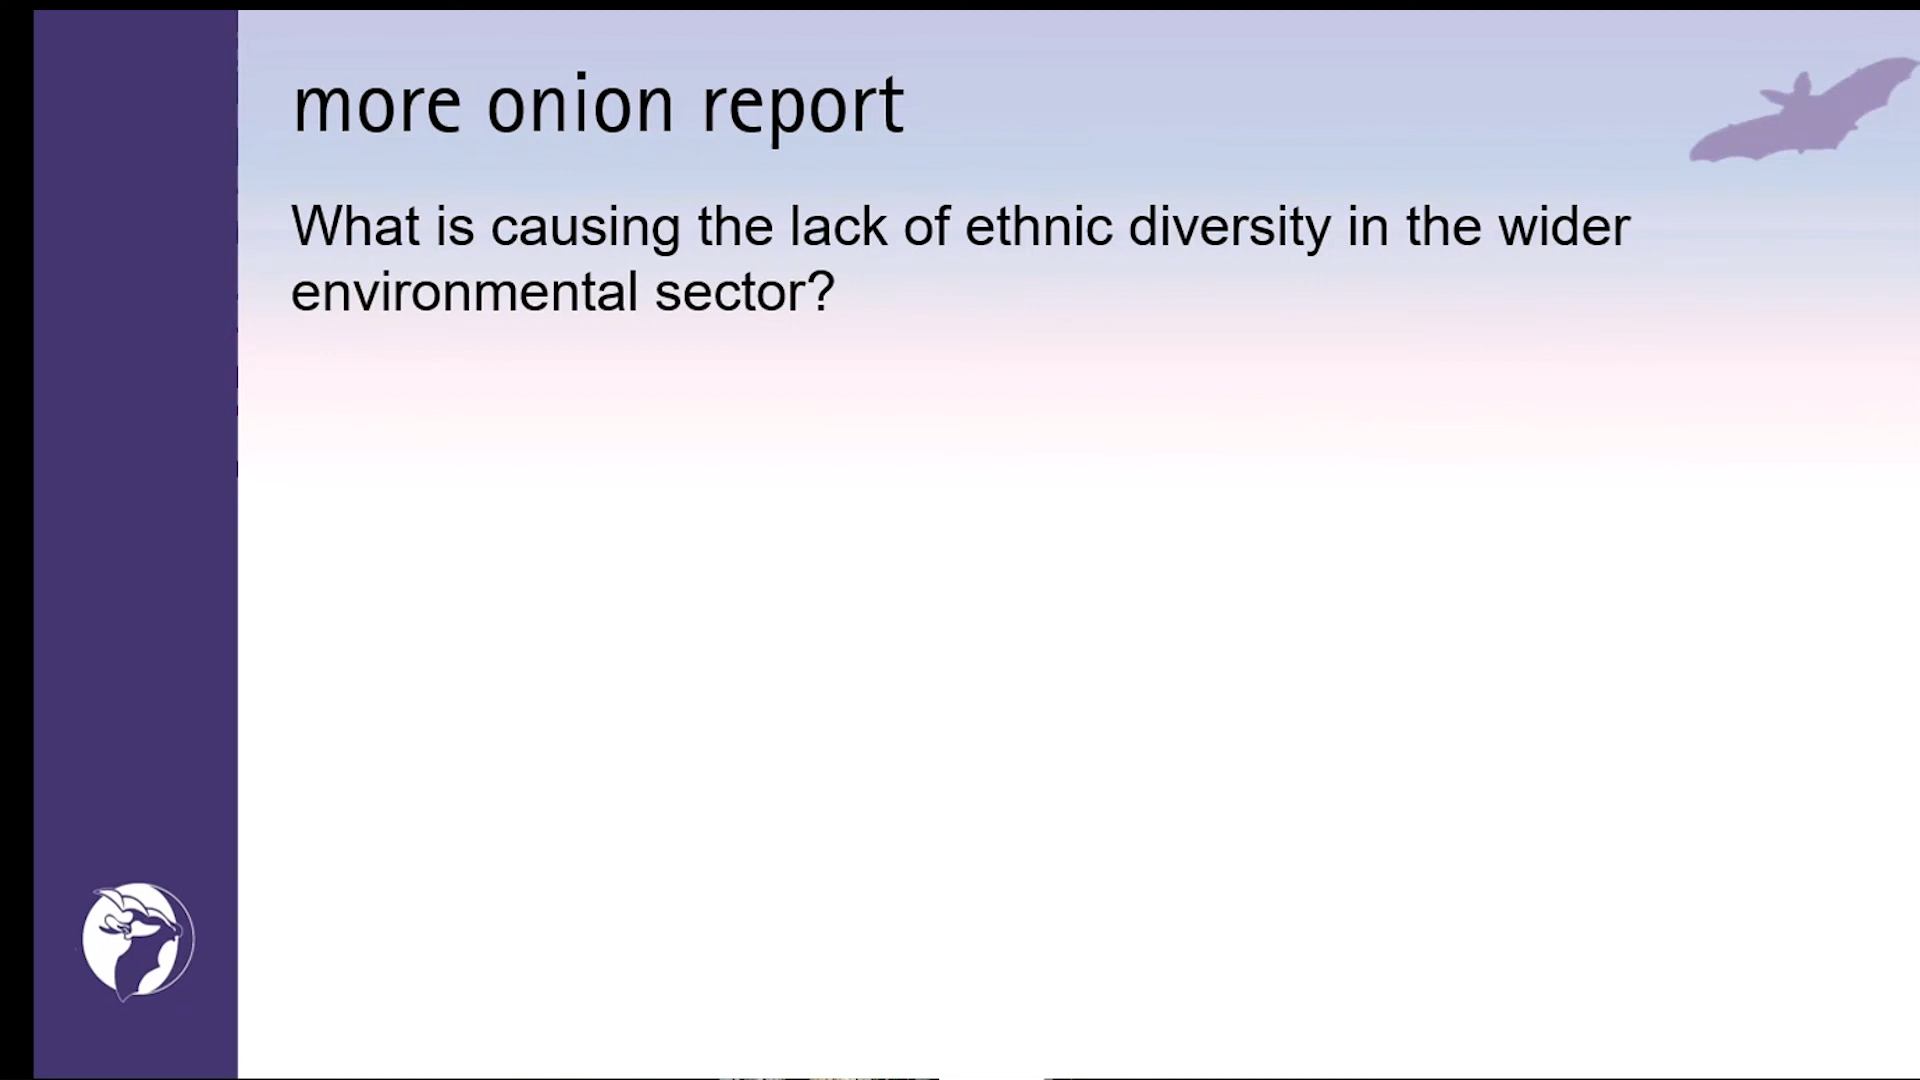 more onion report
What is causing the lack of ethnic diversity in the wider
environmental sector?